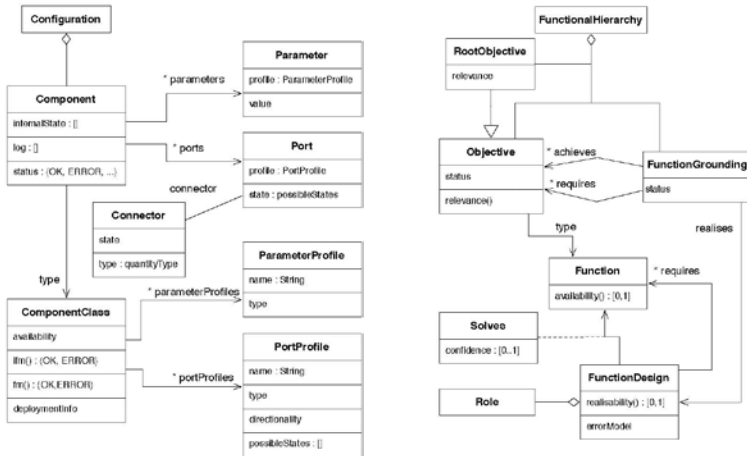 Configuration
Component
internalState : []
log : []
status : {OK, ERROR, ...}
* parameters
Parameter
profile : ParameterProfile
value
* ports
Port
profile : PortProfile
state : possibleStates
connector
Connector
state
type : quantityType
type
ComponentClass
availability
ifm() : {OK, ERROR}
fm() : {OK,ERROR}
deploymentInfo
* parameterProfiles
ParameterProfile
name : String
type
* portProfiles
PortProfile
name : String
type
directionality
possibleStates : []
FunctionalHierarchy
RootObjective
relevance
Objective
status
relevance()
* achieves
* requires
FunctionGrounding
status
type
realises
Function
availability() : [0,1]
* requires
Solves
confidence : [0..1]
FunctionDesign
realisability() : [0,1]
errorModel
Role